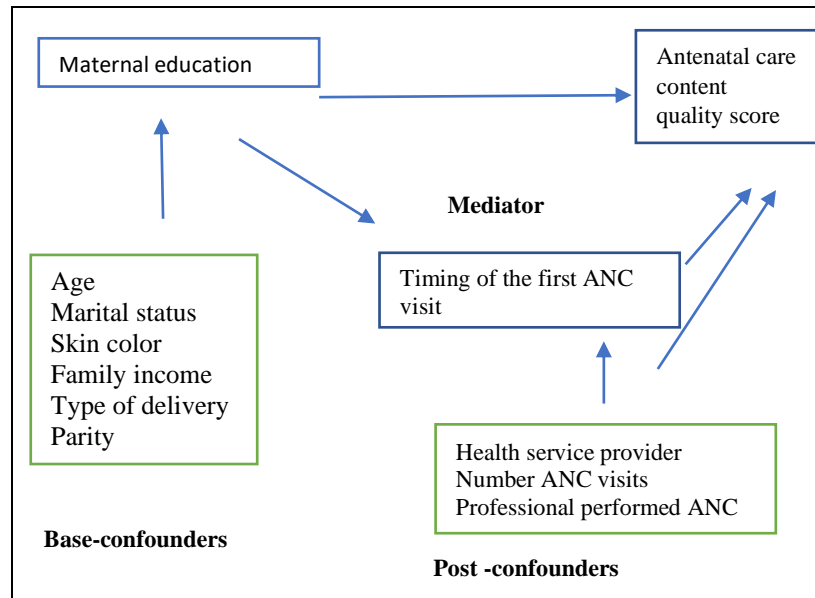 Maternal education
Antenatal care
content
quality score
Mediator
Timing of the first ANC
visit
Age
Marital status
Skin color
Family income
Type of delivery
Parity
Health service provider
Number ANC visits
Professional performed ANC
Base-confounders
Post -confounders